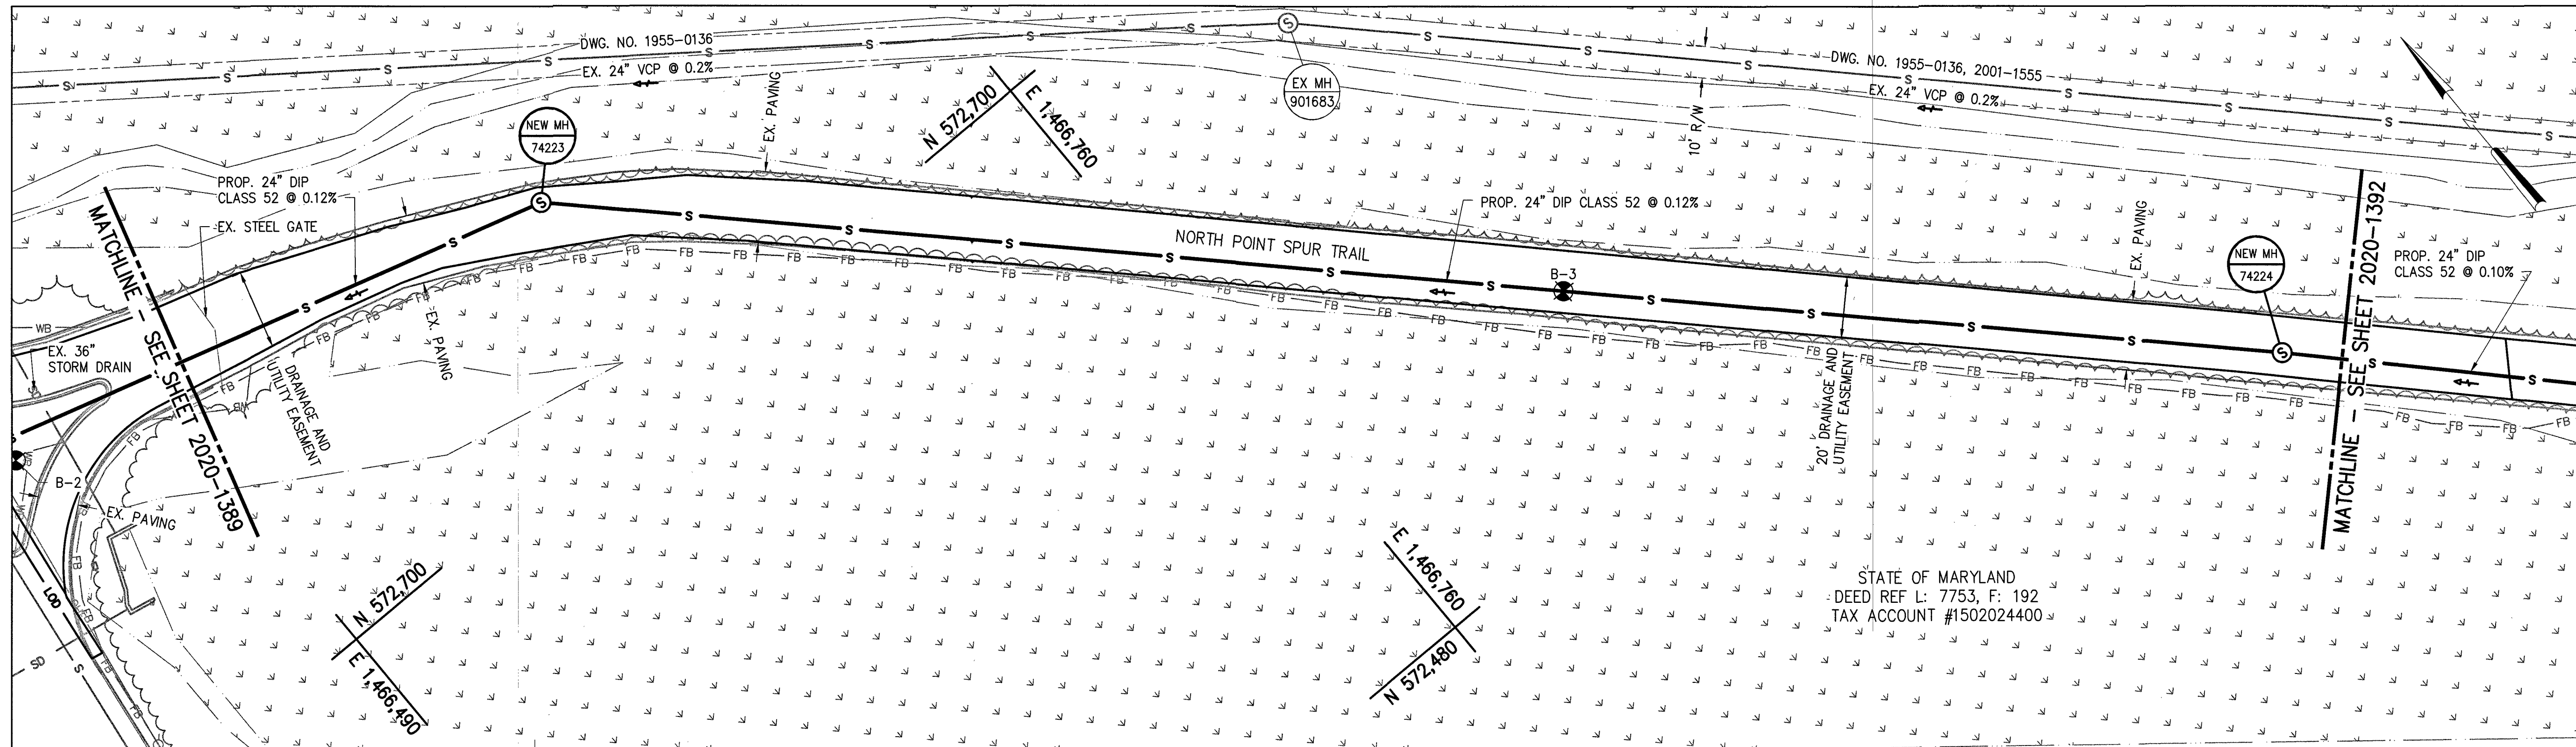 DWG. NO. 1955-0136
EX. 24" VCP @ 0.2%
EX MH
901683
DWG. NO. 1955-0136, 2001-1555
EX. 24" VCP @ 0.2%
10' R/W
EX. PAVING
N 572,700
E 1,466,760
NEW MH
74223
PROP. 24" DIP
CLASS 52 @ 0.12%
EX. STEEL GATE
MATCHLINE - SEE SHEET 2020-1389
WB
EX. 36"
STORM DRAIN
DRAINAGE AND
UTILITY EASEMENT
EX. PAVING
B-2
EX. PAVING
LOD
SD
S
FB
WB
NORTH POINT SPUR TRAIL
PROP. 24" DIP CLASS 52 @ 0.12%
B-3
20' DRAINAGE AND
UTILITY EASEMENT
EX. PAVING
NEW MH
74224
MATCHLINE - SEE SHEET 2020-1392
PROP. 24" DIP
CLASS 52 @ 0.10%
N 572,700
E 1,466,490
E 1,466,760
N 572,480
STATE OF MARYLAND
DEED REF L: 7753, F: 192
TAX ACCOUNT #1502024400